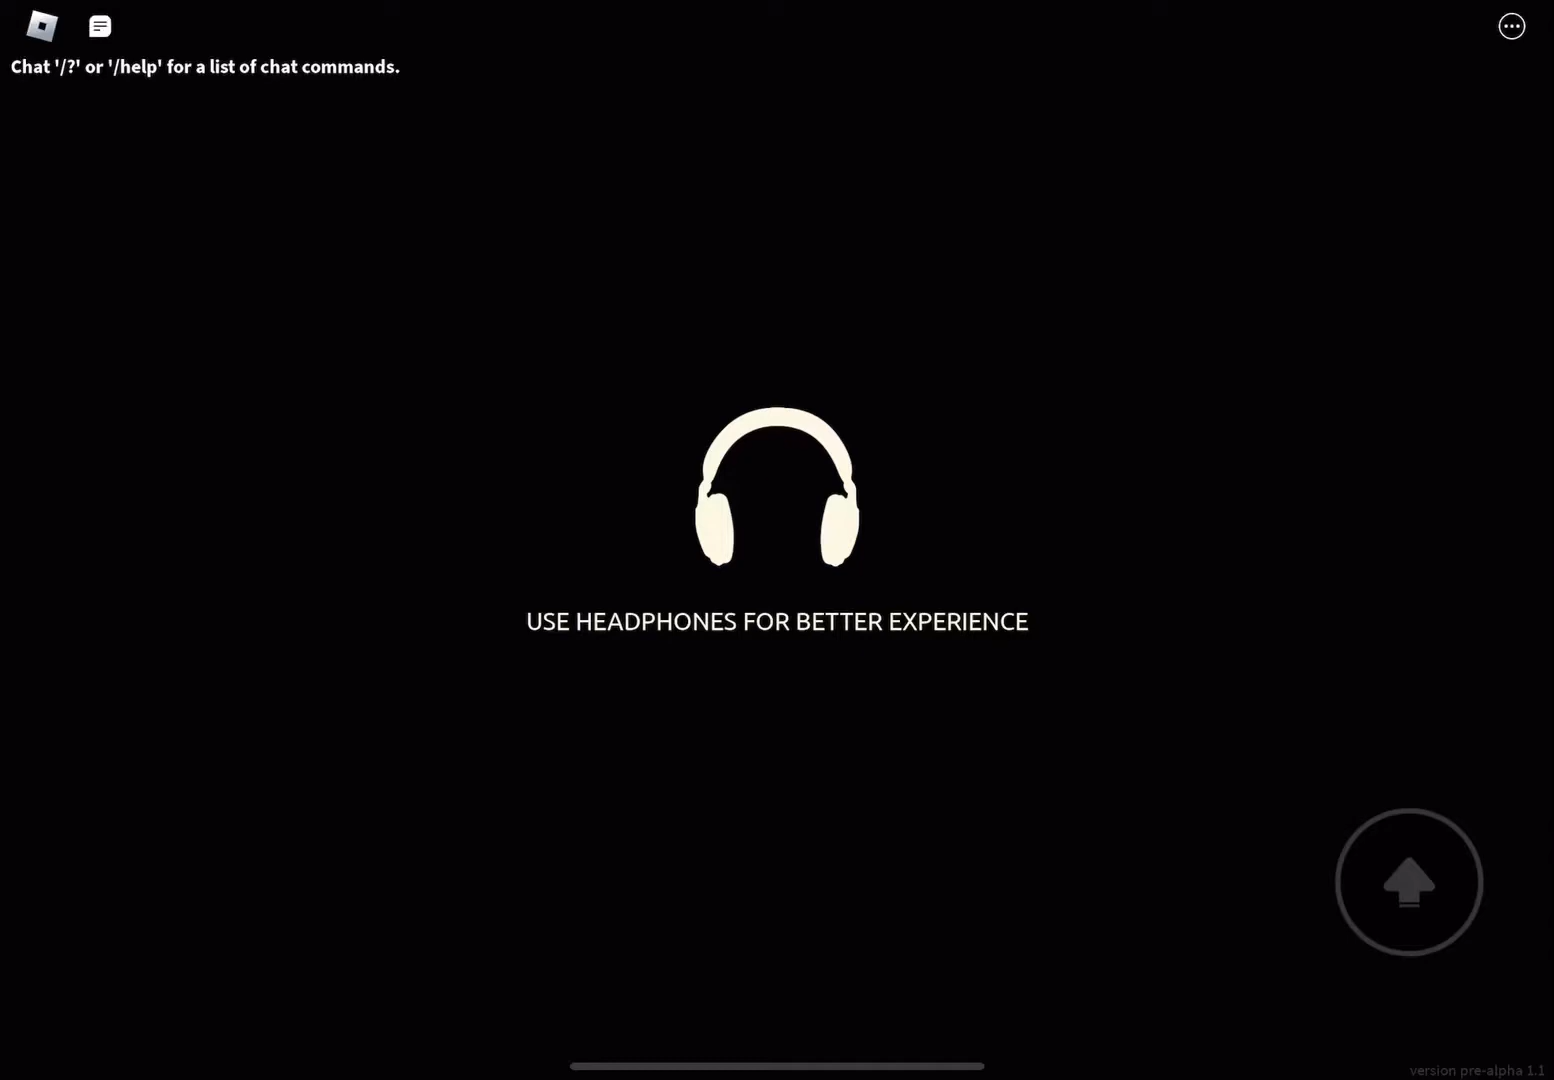 Chat '/?' or '/help' for a list of chat commands.
USE HEADPHONES FOR BETTER EXPERIENCE
version pre-alpha 1.1